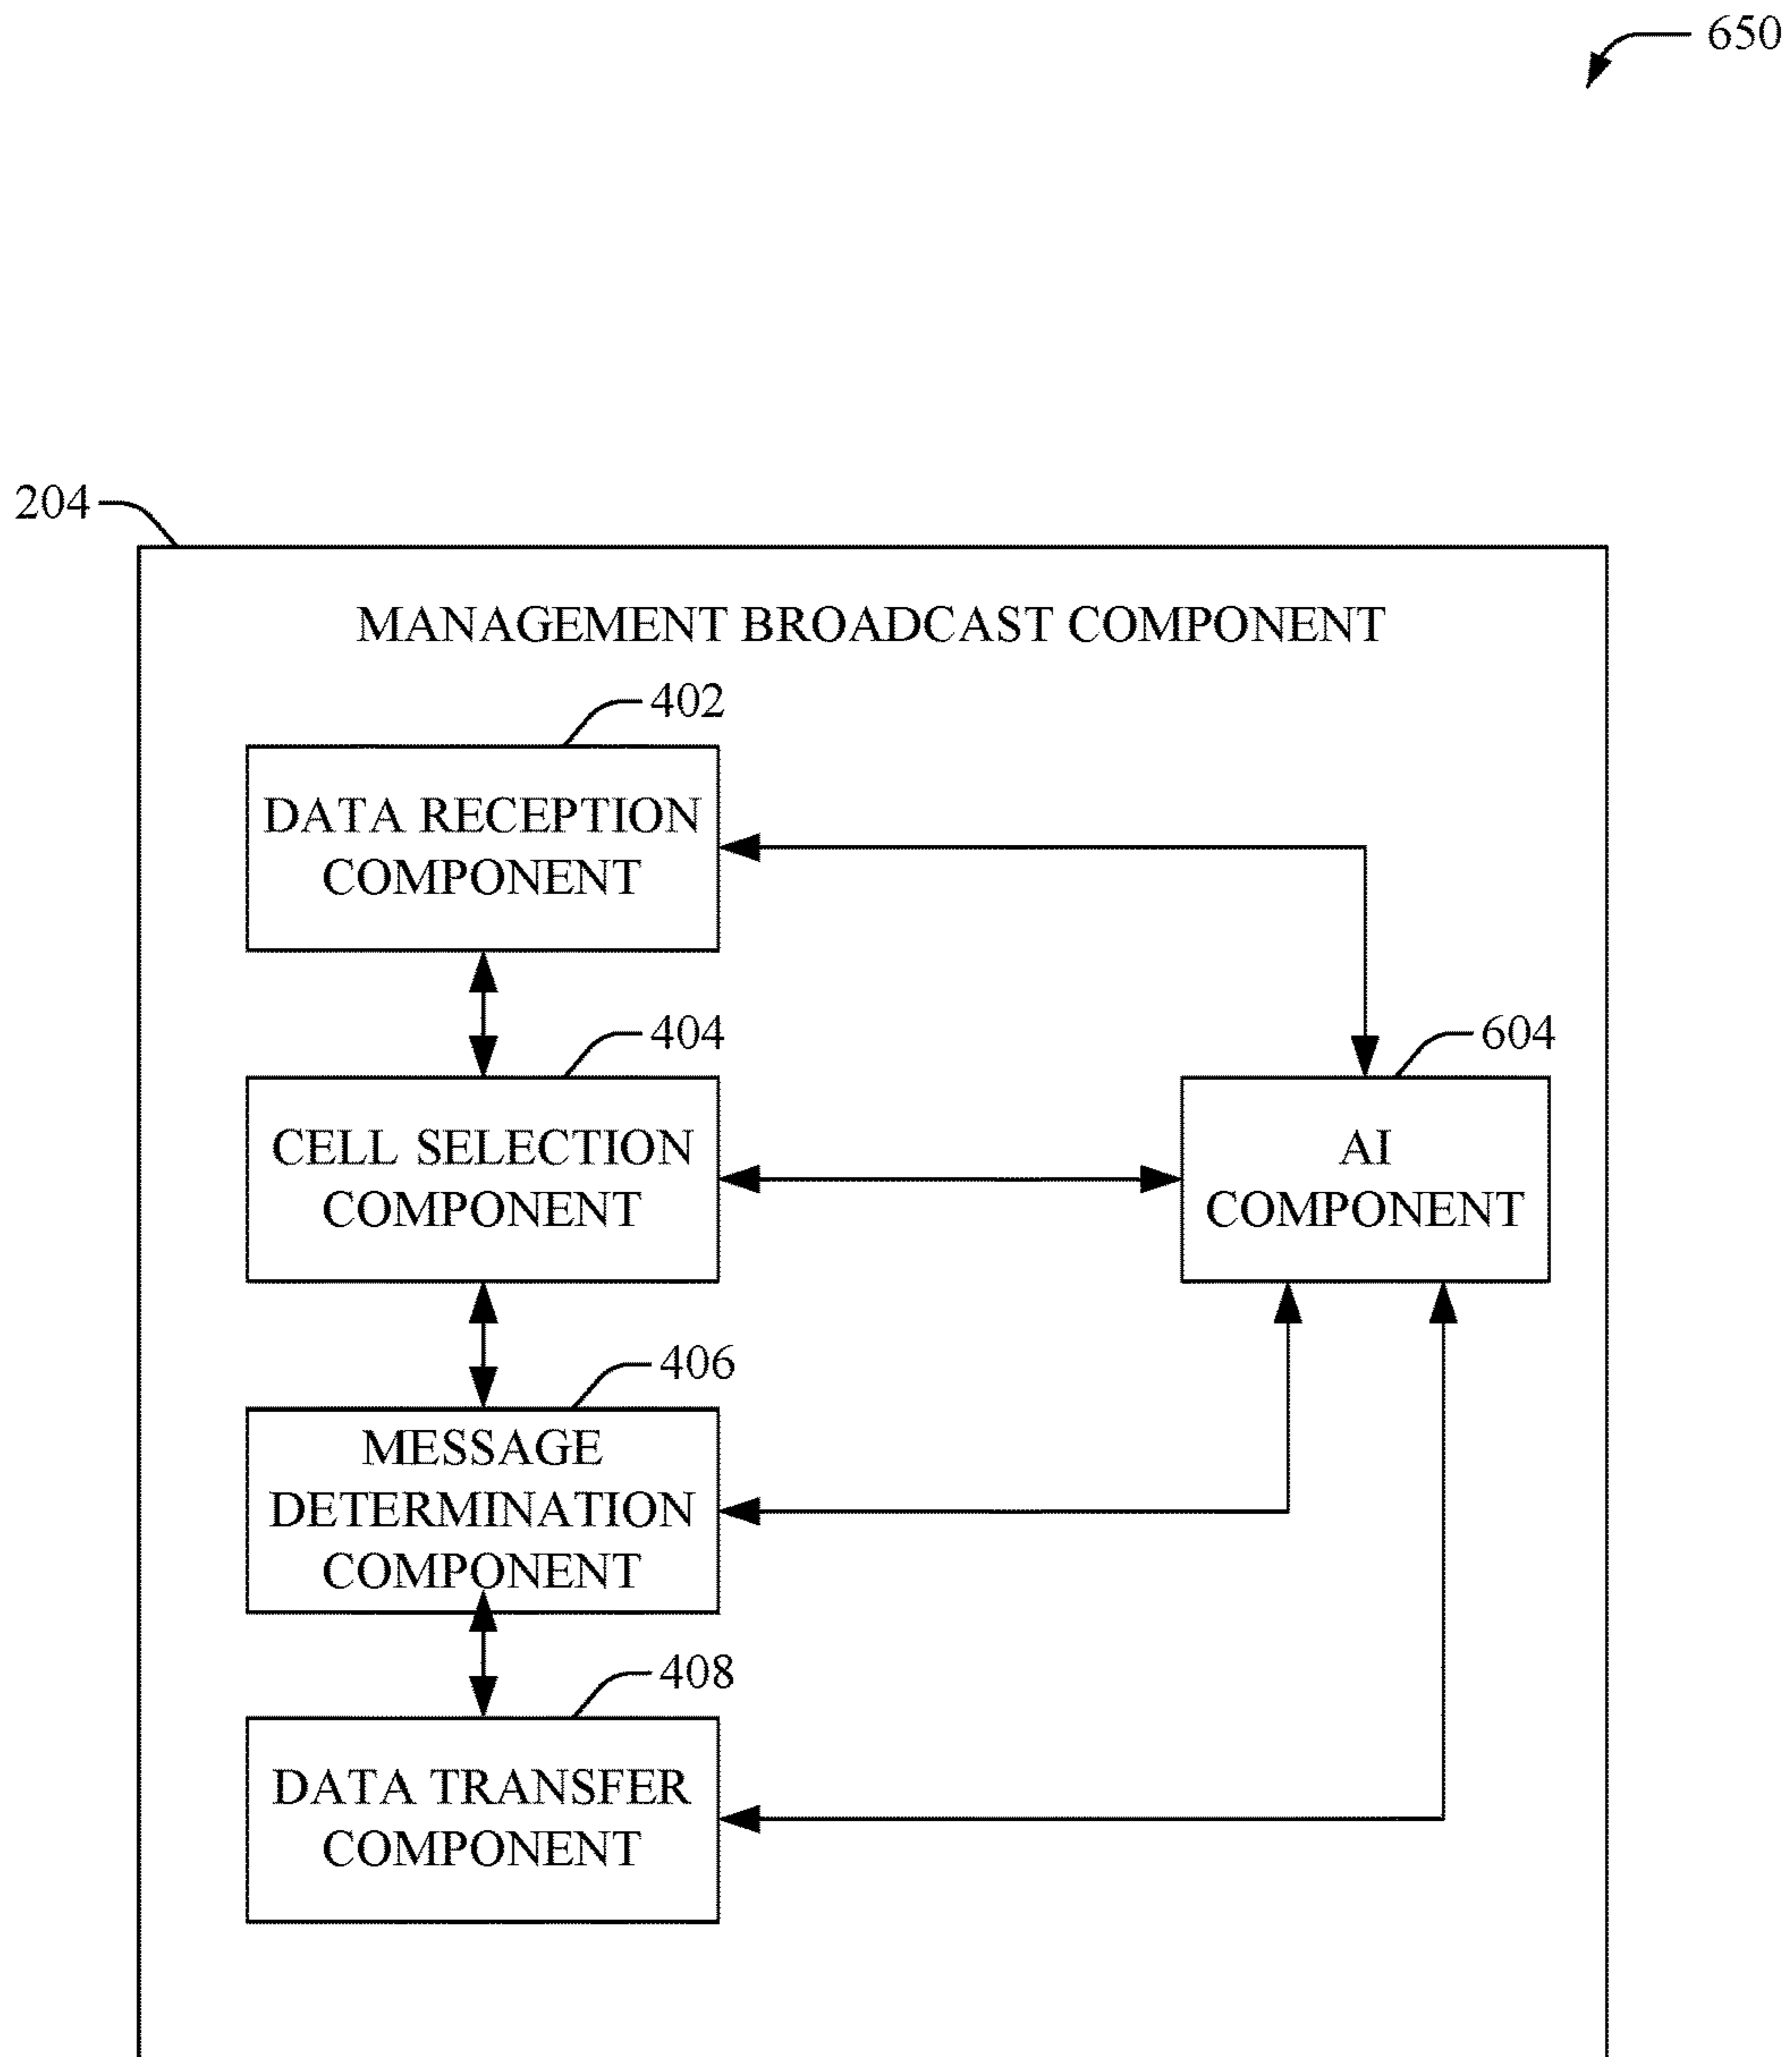 650
204
MANAGEMENT BROADCAST COMPONENT
402
DATA RECEPTION
COMPONENT
404
CELL SELECTION
COMPONENT
604
AI
COMPONENT
406
MESSAGE
DETERMINATION
COMPONENT
408
DATA TRANSFER
COMPONENT